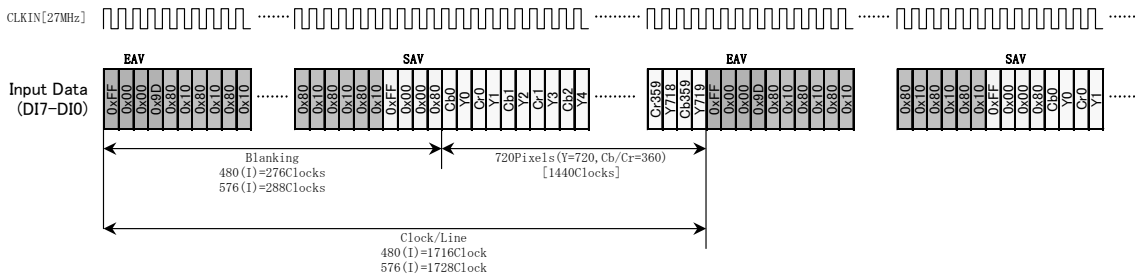 CLKIN[27MHz]
EAV SAV EAV SAV
Input Data
(DI7-DI0)
0xFF 0x00 0x00 0x9D 0x80 0x10 0x80 0x10 0x80 0x10
0x80 0x10 0x80 0x10 0x80 0x10 0xFF 0x00 0x00 0x80 Cb0 Y0 Cr0 Y1 Cb1 Y2 Cr1 Y3 Cb2 Y4
Cr359 Y718 Cb359 Y719 0xFF 0x00 0x00 0x9D 0x80 0x10 0x80 0x10 0x80 0x10
0x80 0x10 0x80 0x10 0x80 0x10 0xFF 0x00 0x00 0x80 Cb0 Y0 Cr0 Y1
Blanking
480(I)=276Clocks
576(I)=288Clocks
720Pixels(Y=720, Cb/Cr=360)
[1440Clocks]
Clock/Line
480(I)=1716Clock
576(I)=1728Clock